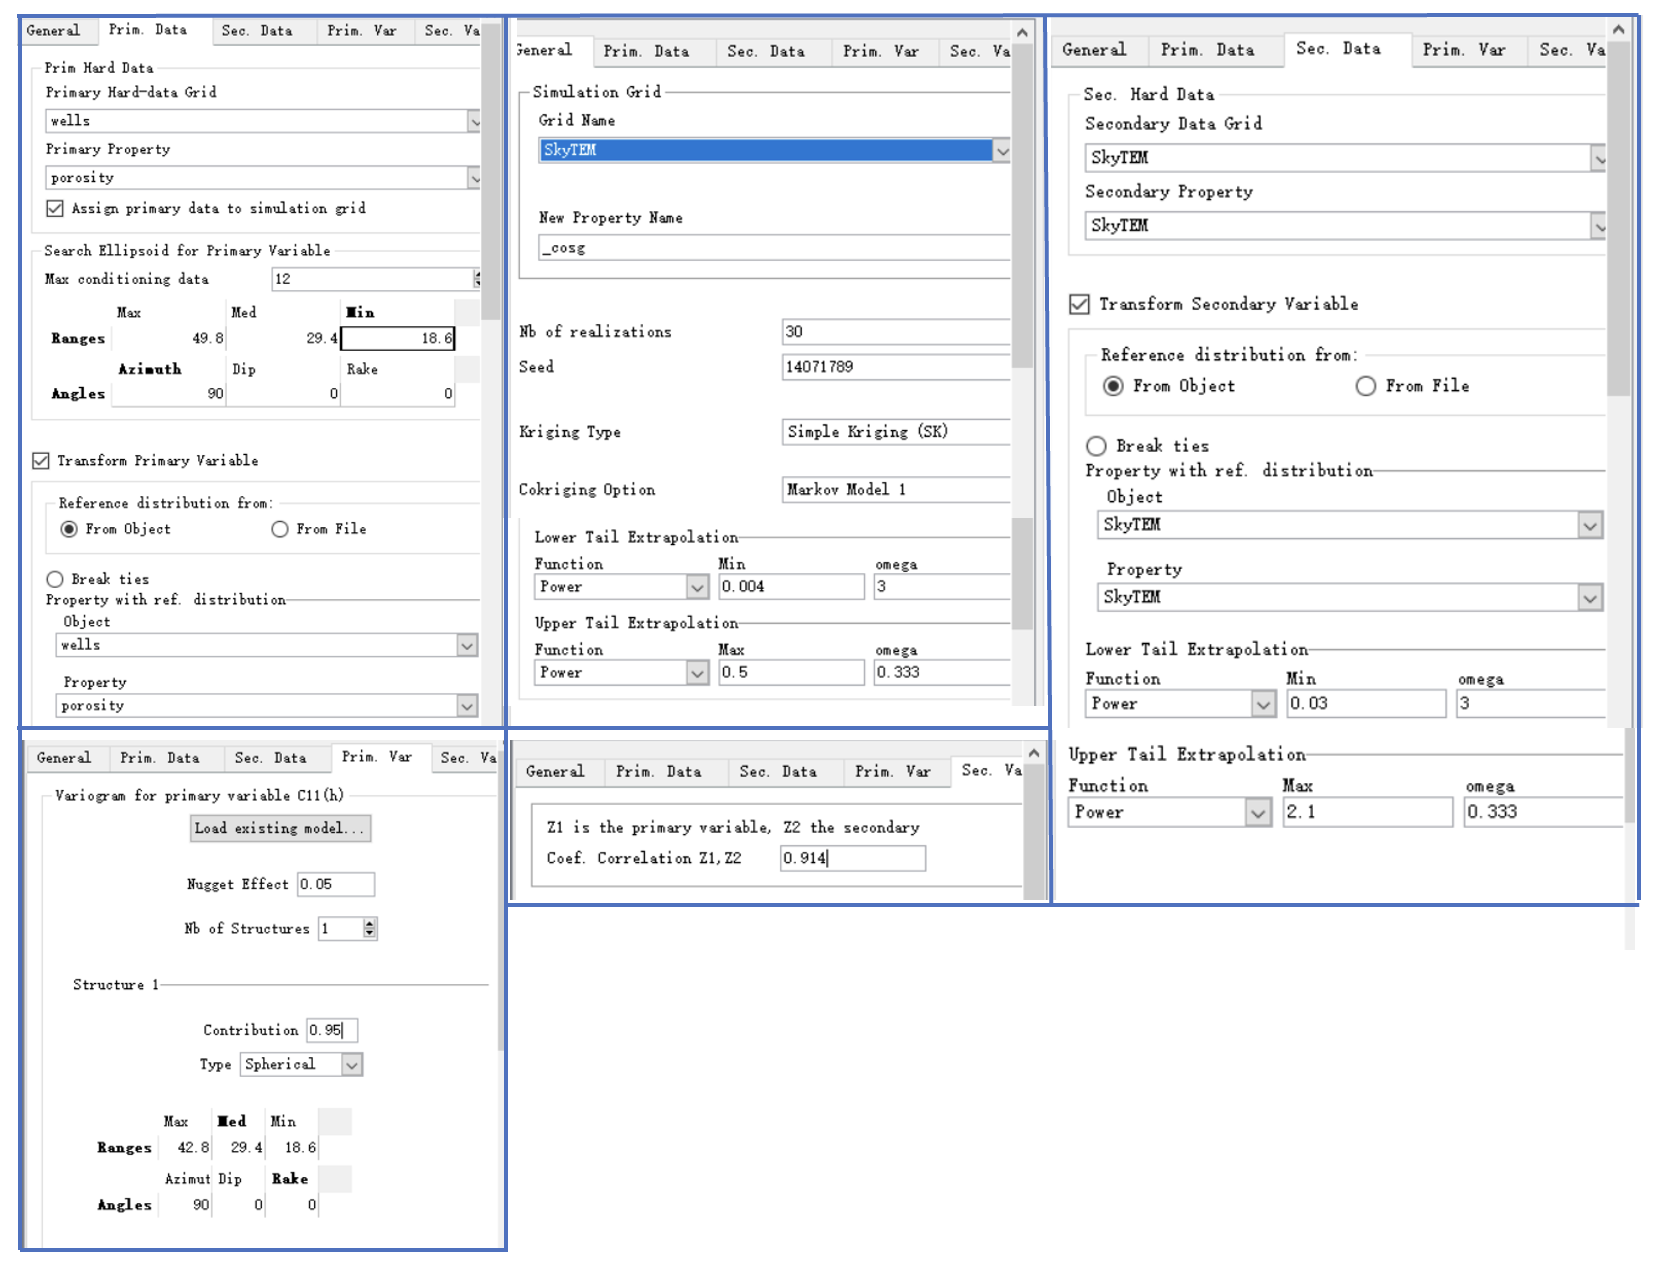 General Prim. Data Sec. Data Prim. Var Sec. Va
Prim Hard Data
Primary Hard-data Grid
wells
Primary Property
porosity
Assign primary data to simulation grid
Search Ellipsoid for Primary Variable
Max conditioning data 12
Max Med Min
Ranges 49.8 29.4 18.6
Azimuth Dip Rake
Angles 90 0 0
Transform Primary Variable
Reference distribution from:
From Object From File
Break ties
Property with ref. distribution
Object
wells
Property
porosity
General Prim. Data Sec. Data Prim. Var Sec. Va
Simulation Grid
Grid Name
SkyTEM
New Property Name
_cosg
Nb of realizations 30
Seed 14071789
Kriging Type Simple Kriging (SK)
Cokriging Option Markov Model 1
Lower Tail Extrapolation
Function Min omega
Power 0.004 3
Upper Tail Extrapolation
Function Max omega
Power 0.5 0.333
General Prim. Data Sec. Data Prim. Var Sec. Va
Sec. Hard Data
Secondary Data Grid
SkyTEM
Secondary Property
SkyTEM
Transform Secondary Variable
Reference distribution from:
From Object From File
Break ties
Property with ref. distribution
Object
SkyTEM
Property
SkyTEM
Lower Tail Extrapolation
Function Min omega
Power 0.03 3
Upper Tail Extrapolation
Function Max omega
Power 2.1 0.333
General Prim. Data Sec. Data Prim. Var Sec. Va
Variogram for primary variable C11(h)
Load existing model...
Nugget Effect 0.05
Nb of Structures 1
Structure 1
Contribution 0.95
Type Spherical
Max Med Min
Ranges 42.8 29.4 18.6
Azimut Dip Rake
Angles 90 0 0
General Prim. Data Sec. Data Prim. Var Sec. Va
Z1 is the primary variable, Z2 the secondary
Coef. Correlation Z1,Z2 0.914